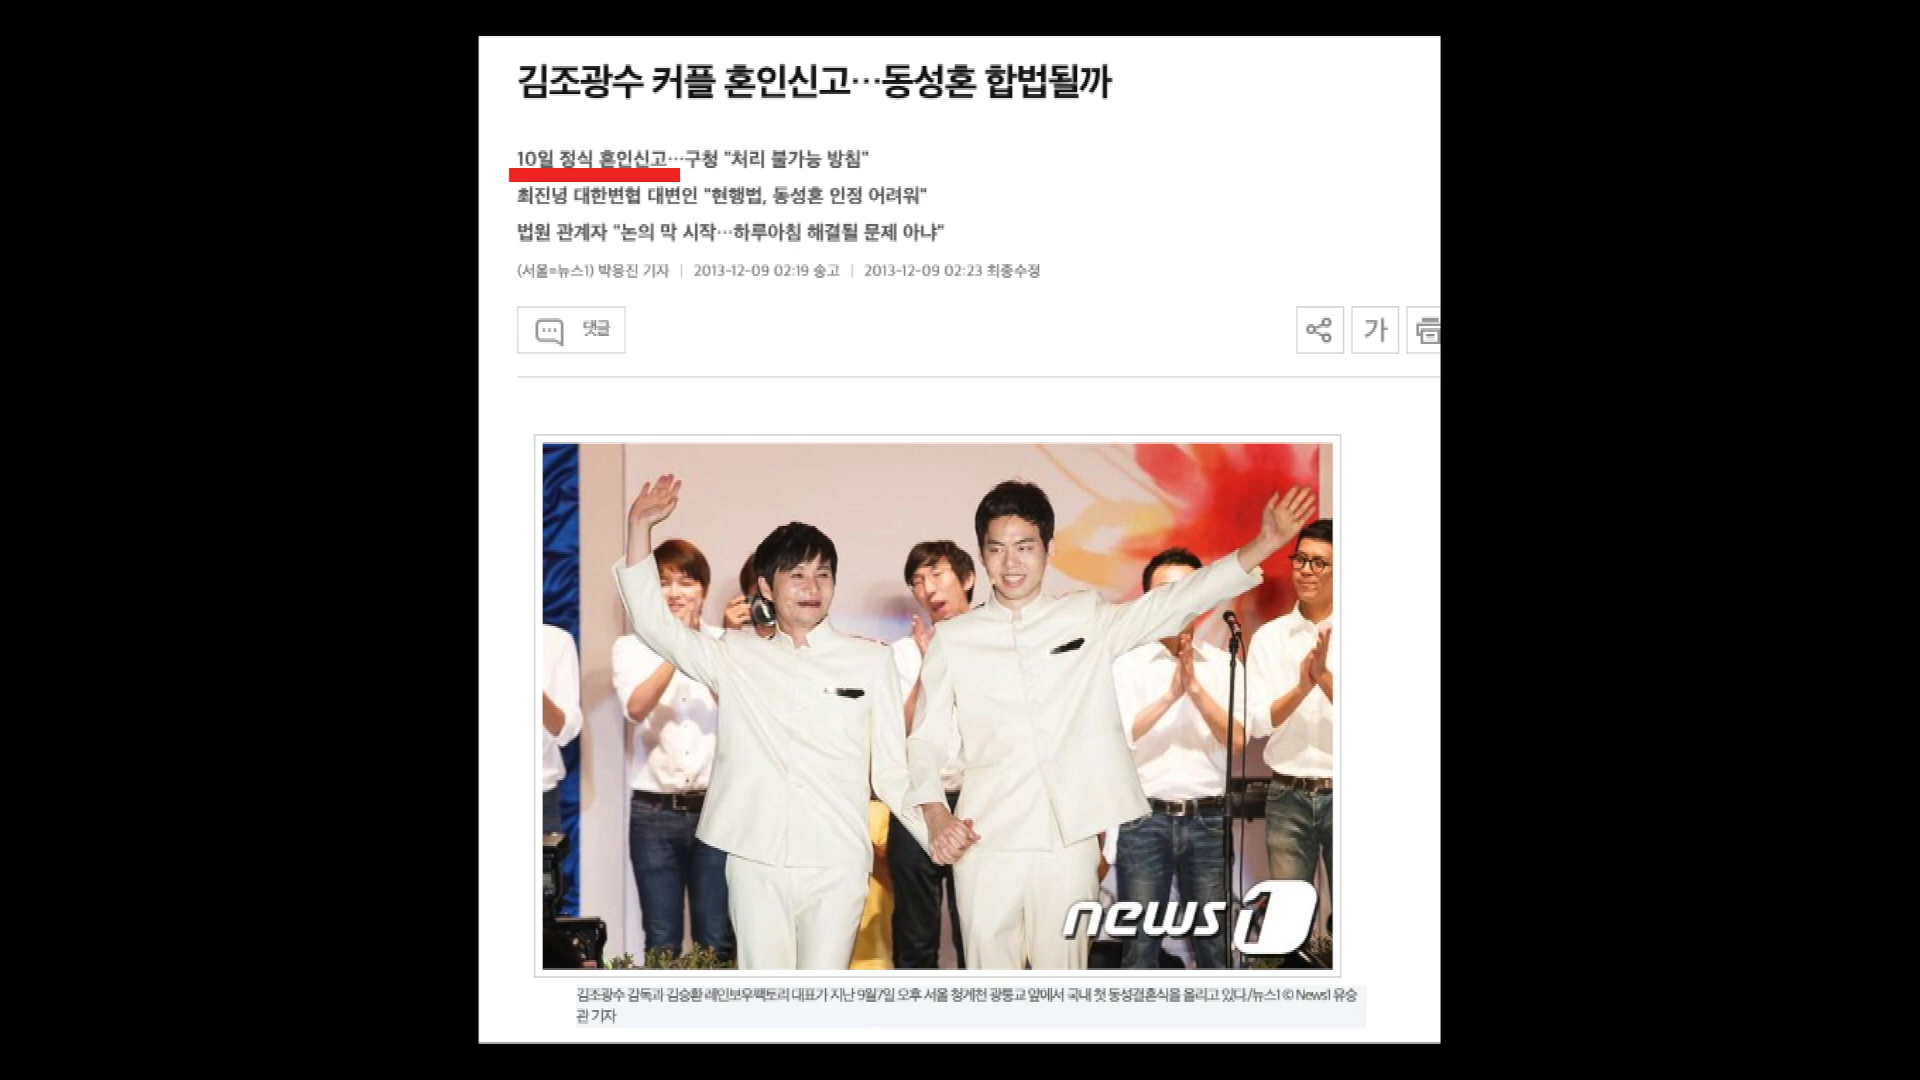 김조광수 커플 혼인신고…동성혼 합법될까
10일 정식 혼인신고…구청 "처리 불가능 방침"
최진녕 대한변협 대변인 "현행법, 동성혼 인정 어려워"
법원 관계자 "논의 막 시작…하루아침 해결될 문제 아냐"
(서울=뉴스1) 박응진 기자 | 2013-12-09 02:19 송고 | 2013-12-09 02:23 최종수정
댓글
가
news1
김조광수 감독과 김승환 레인보우팩토리 대표가 지난 9월7일 오후 서울 청계천 광통교 앞에서 국내 첫 동성결혼식을 올리고 있다./뉴스1 © News1 유승
관 기자